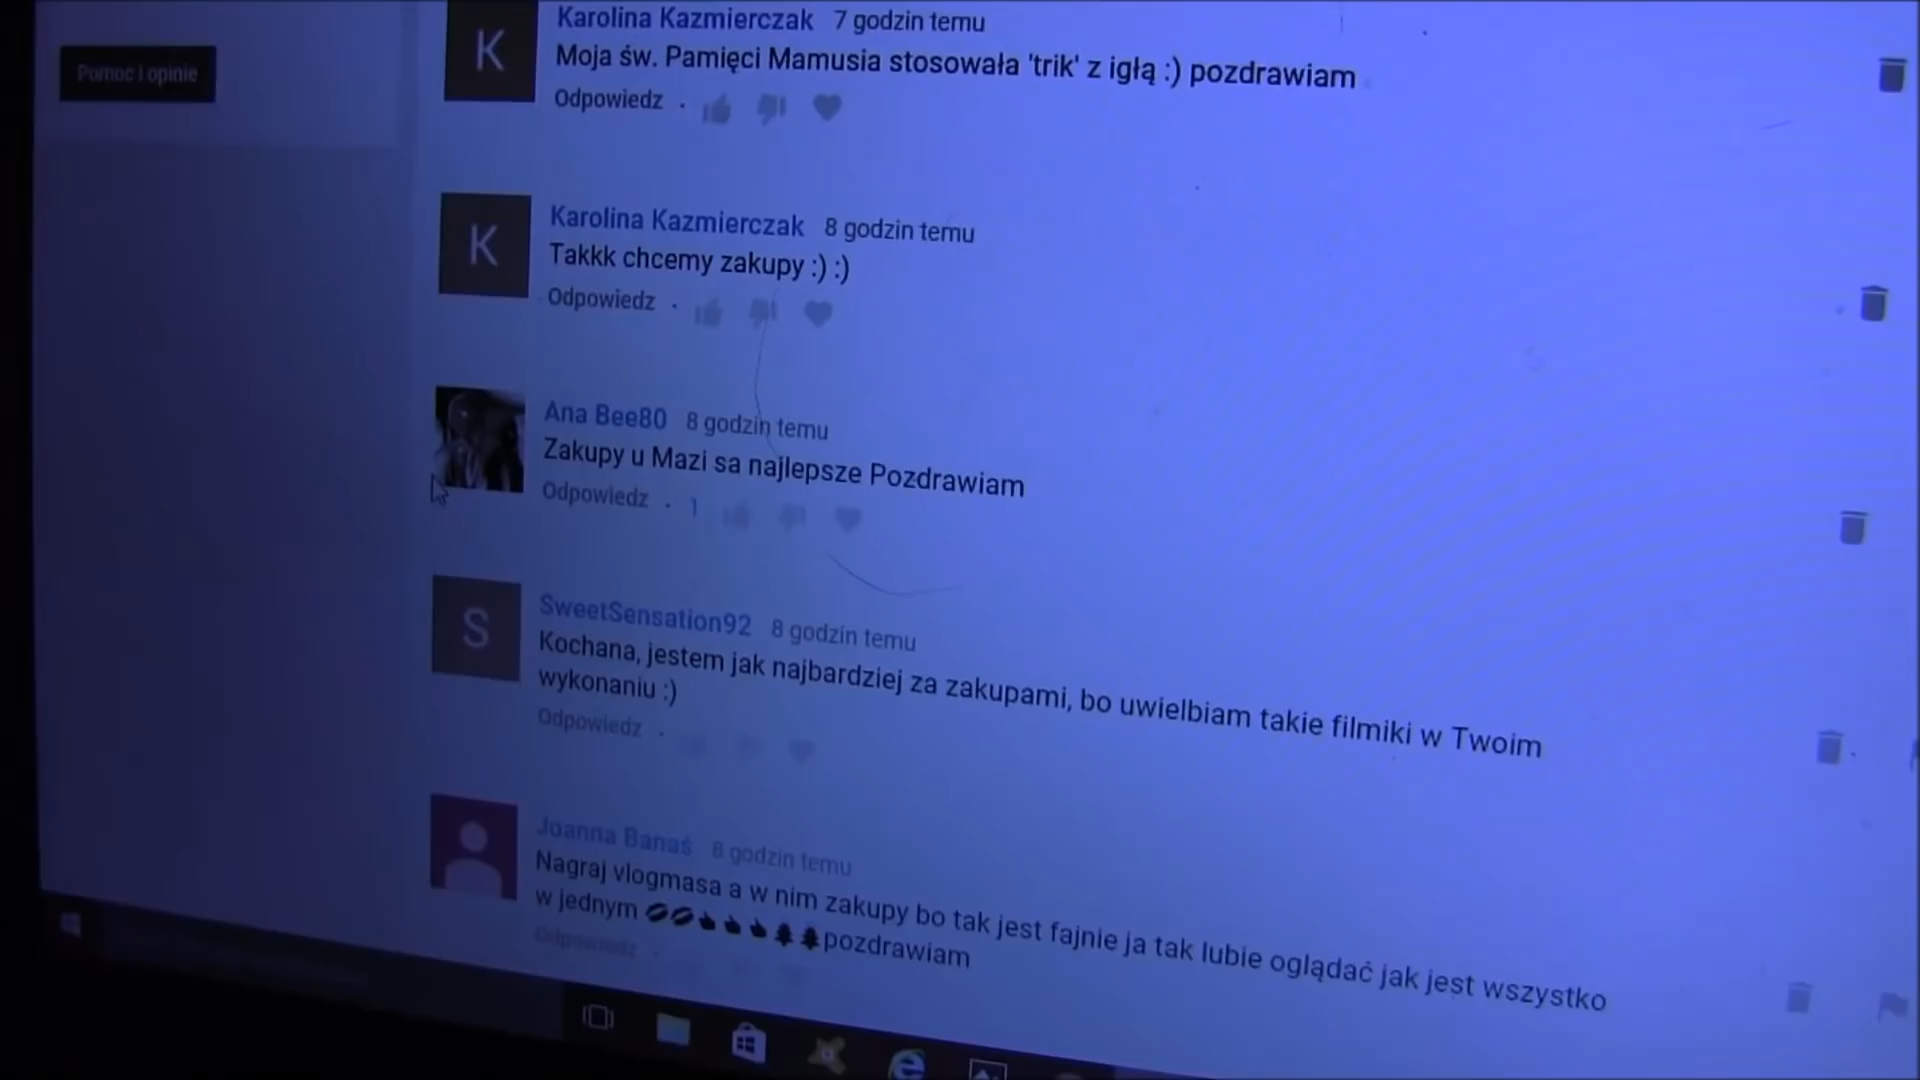 Pomoc i opinie
K
Karolina Kazmierczak 7 godzin temu
Moja św. Pamięci Mamusia stosowała 'trik' z igłą :) pozdrawiam
Odpowiedz ·
K
Karolina Kazmierczak 8 godzin temu
Takkk chcemy zakupy :) :)
Odpowiedz ·
Ana Bee80 8 godzin temu
Zakupy u Mazi sa najlepsze Pozdrawiam
Odpowiedz · 1
S
SweetSensation92 8 godzin temu
Kochana, jestem jak najbardziej za zakupami, bo uwielbiam takie filmiki w Twoim
wykonaniu :)
Odpowiedz ·
Joanna Banaś 8 godzin temu
Nagraj vlogmasa a w nim zakupy bo tak jest fajnie ja tak lubie oglądać jak jest wszystko
w jednym 💋💋👍👍👍🌲🌲pozdrawiam
Odpowiedz ·